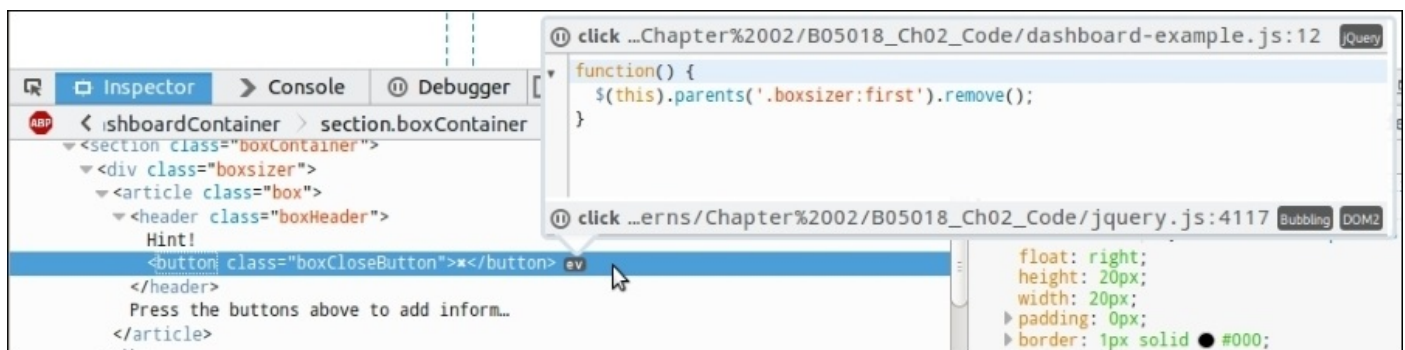 click …Chapter%2002/B05018_Ch02_Code/dashboard-example.js:12 jQuery
function() {
$(this).parents('.boxsizer:first').remove();
}
click …erns/Chapter%2002/B05018_Ch02_Code/jquery.js:4117 Bubbling DOM2
Inspector Console Debugger
ABP shboardContainer section.boxContainer
<section class="boxContainer">
<div class="boxsizer">
<article class="box">
<header class="boxHeader">
Hint!
<button class="boxCloseButton">✖</button> ev
</header>
Press the buttons above to add inform…
</article>
float: right;
height: 20px;
width: 20px;
padding: 0px;
border: 1px solid #000;